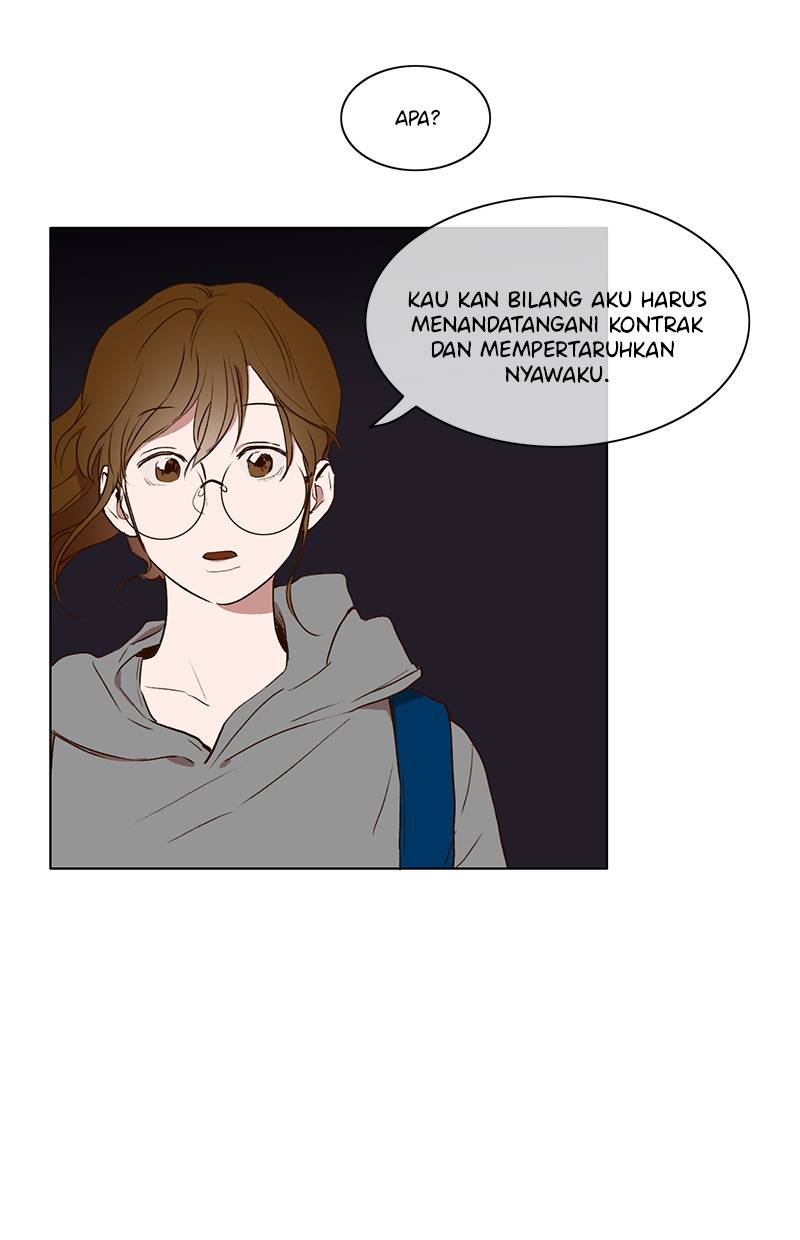 APA?
KAU KAN BILANG AKU HARUS
MENANDATANGANI KONTRAK
DAN MEMPERTARUHKAN
NYAWAKU.